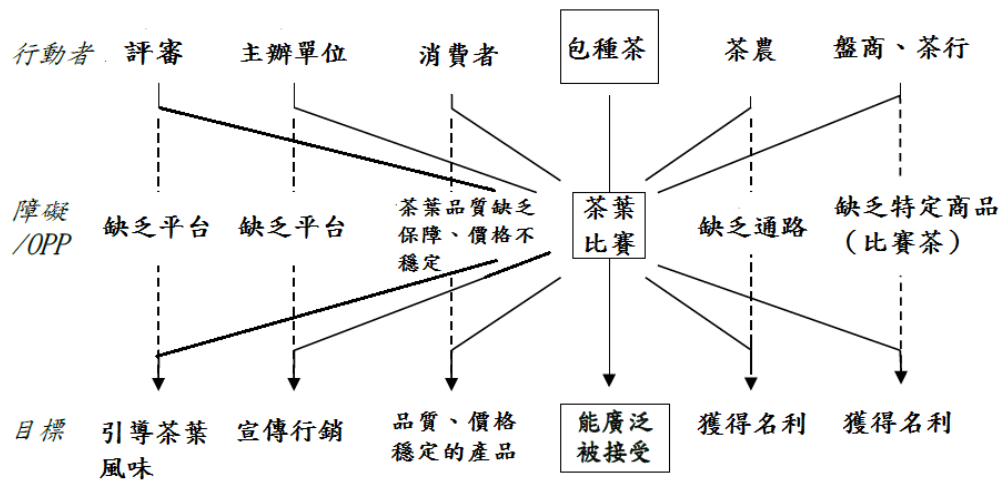 行動者 評審 主辦單位 消費者 包種茶 茶農 盤商、茶行
障礙
/OPP
缺乏平台
缺乏平台
茶葉品質缺乏
保障、價格不
穩定
茶葉
比賽
缺乏通路
缺乏特定商品
（比賽茶）
目標
引導茶葉
風味
宣傳行銷
品質、價格
穩定的產品
能廣泛
被接受
獲得名利
獲得名利